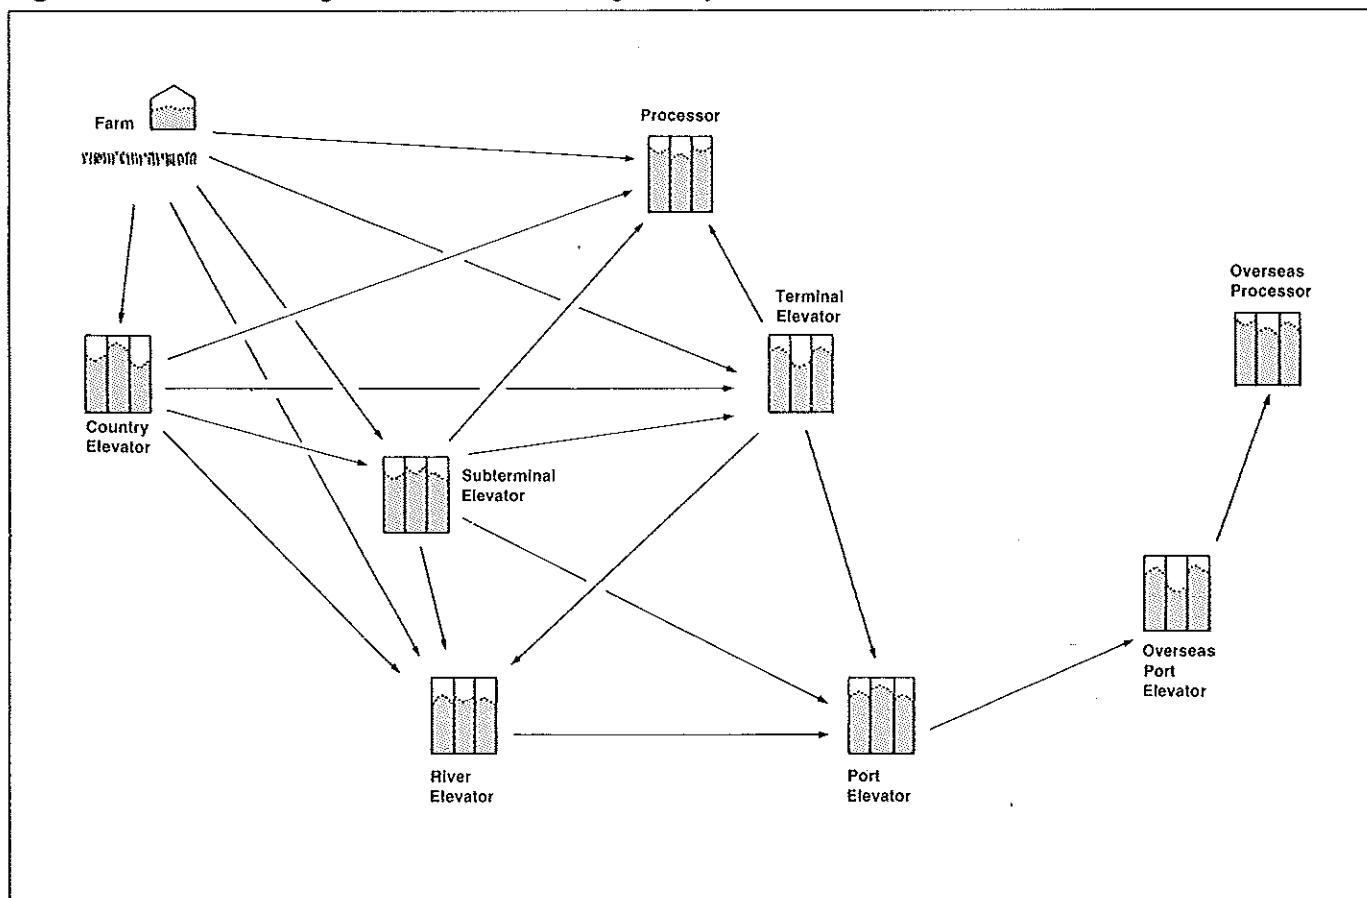 Farm
Processor
Terminal
Elevator
Overseas
Processor
Country
Elevator
Subterminal
Elevator
Overseas
Port
Elevator
River
Elevator
Port
Elevator